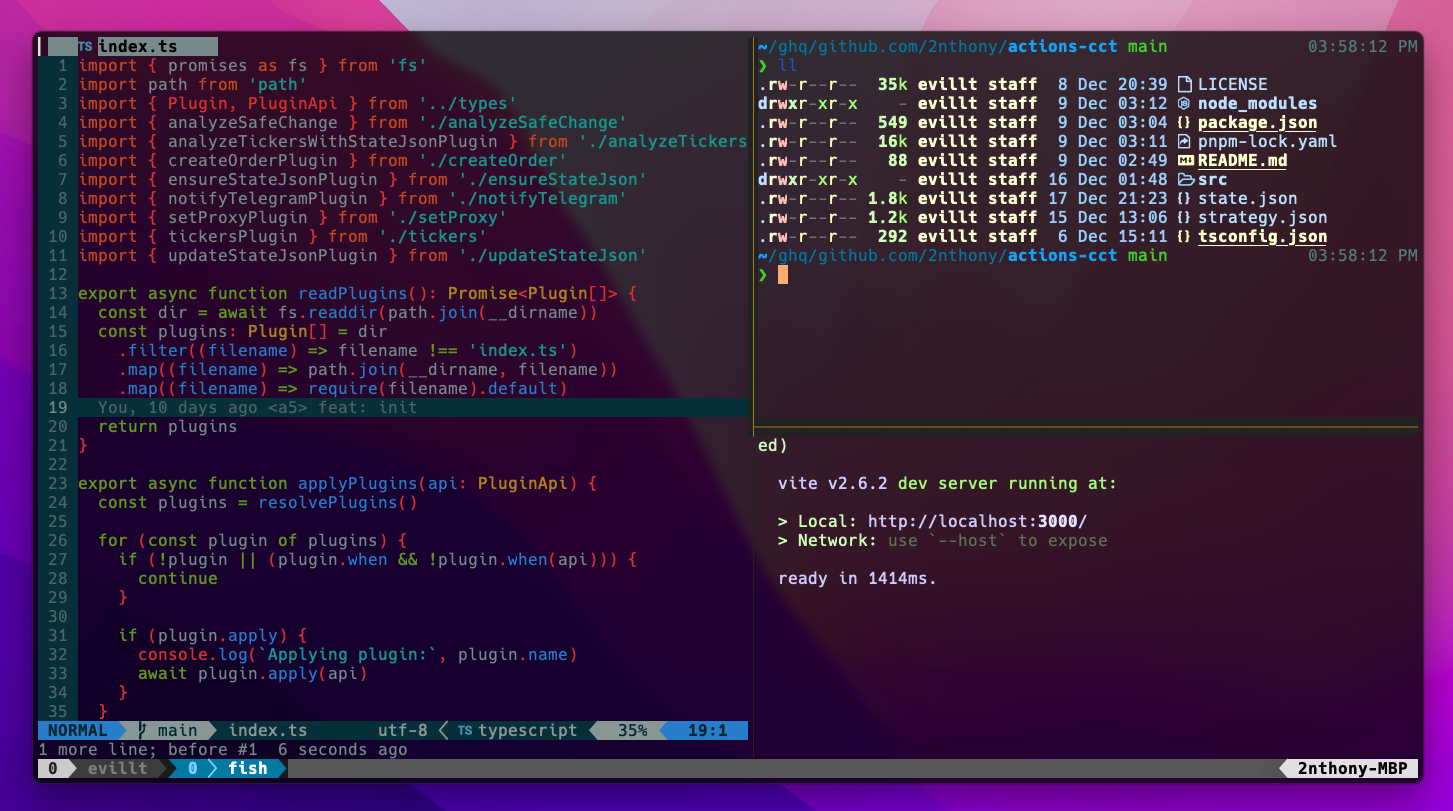 TS index.ts
1 import { promises as fs } from 'fs'
2 import path from 'path'
3 import { Plugin, PluginApi } from '../types'
4 import { analyzeSafeChange } from './analyzeSafeChange'
5 import { analyzeTickersWithStateJsonPlugin } from './analyzeTickers
6 import { createOrderPlugin } from './createOrder'
7 import { ensureStateJsonPlugin } from './ensureStateJson'
8 import { notifyTelegramPlugin } from './notifyTelegram'
9 import { setProxyPlugin } from './setProxy'
10 import { tickersPlugin } from './tickers'
11 import { updateStateJsonPlugin } from './updateStateJson'
12
13 export async function readPlugins(): Promise<Plugin[]> {
14   const dir = await fs.readdir(path.join(__dirname))
15   const plugins: Plugin[] = dir
16     .filter((filename) => filename !== 'index.ts')
17     .map((filename) => path.join(__dirname, filename))
18     .map((filename) => require(filename).default)
19   You, 10 days ago <a5> feat: init
20   return plugins
21 }
22
23 export async function applyPlugins(api: PluginApi) {
24   const plugins = resolvePlugins()
25
26   for (const plugin of plugins) {
27     if (!plugin || (plugin.when && !plugin.when(api))) {
28       continue
29     }
30
31     if (plugin.apply) {
32       console.log(`Applying plugin:`, plugin.name)
33       await plugin.apply(api)
34     }
35   }
NORMAL main index.ts utf-8 TS typescript 35% 19:1
1 more line; before #1  6 seconds ago
~/ghq/github.com/2nthony/actions-cct main 03:58:12 PM
❯ ll
.rw-r--r-- 35k evillt staff 8 Dec 20:39 LICENSE
drwxr-xr-x - evillt staff 9 Dec 03:12 node_modules
.rw-r--r-- 549 evillt staff 9 Dec 03:04 {} package.json
.rw-r--r-- 16k evillt staff 9 Dec 03:11 pnpm-lock.yaml
.rw-r--r-- 88 evillt staff 9 Dec 02:49 README.md
drwxr-xr-x - evillt staff 16 Dec 01:48 src
.rw-r--r-- 1.8k evillt staff 17 Dec 21:23 {} state.json
.rw-r--r-- 1.2k evillt staff 15 Dec 13:06 {} strategy.json
.rw-r--r-- 292 evillt staff 6 Dec 15:11 {} tsconfig.json
~/ghq/github.com/2nthony/actions-cct main 03:58:12 PM
❯
ed)
vite v2.6.2 dev server running at:
> Local: http://localhost:3000/
> Network: use `--host` to expose
ready in 1414ms.
0 evillt 0 fish 2nthony-MBP